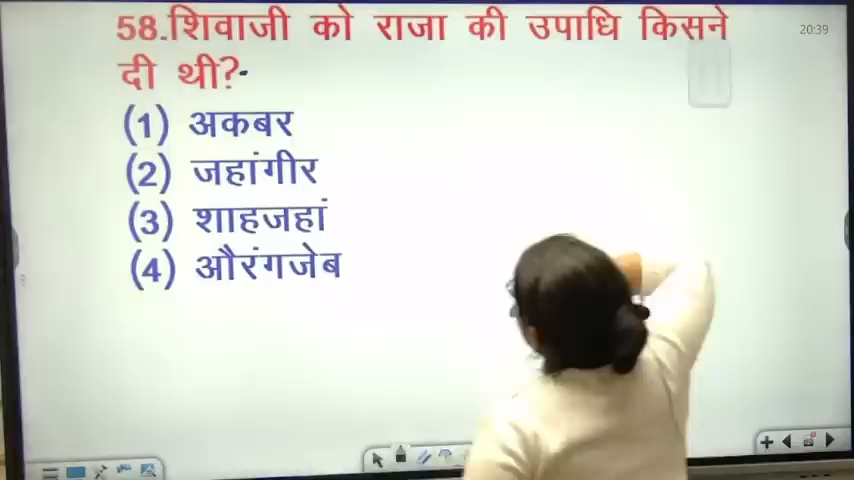 20:39
58.शिवाजी को राजा की उपाधि किसने
दी थी?
(1) अकबर
(2) जहांगीर
(3) शाहजहां
(4) औरंगजेब